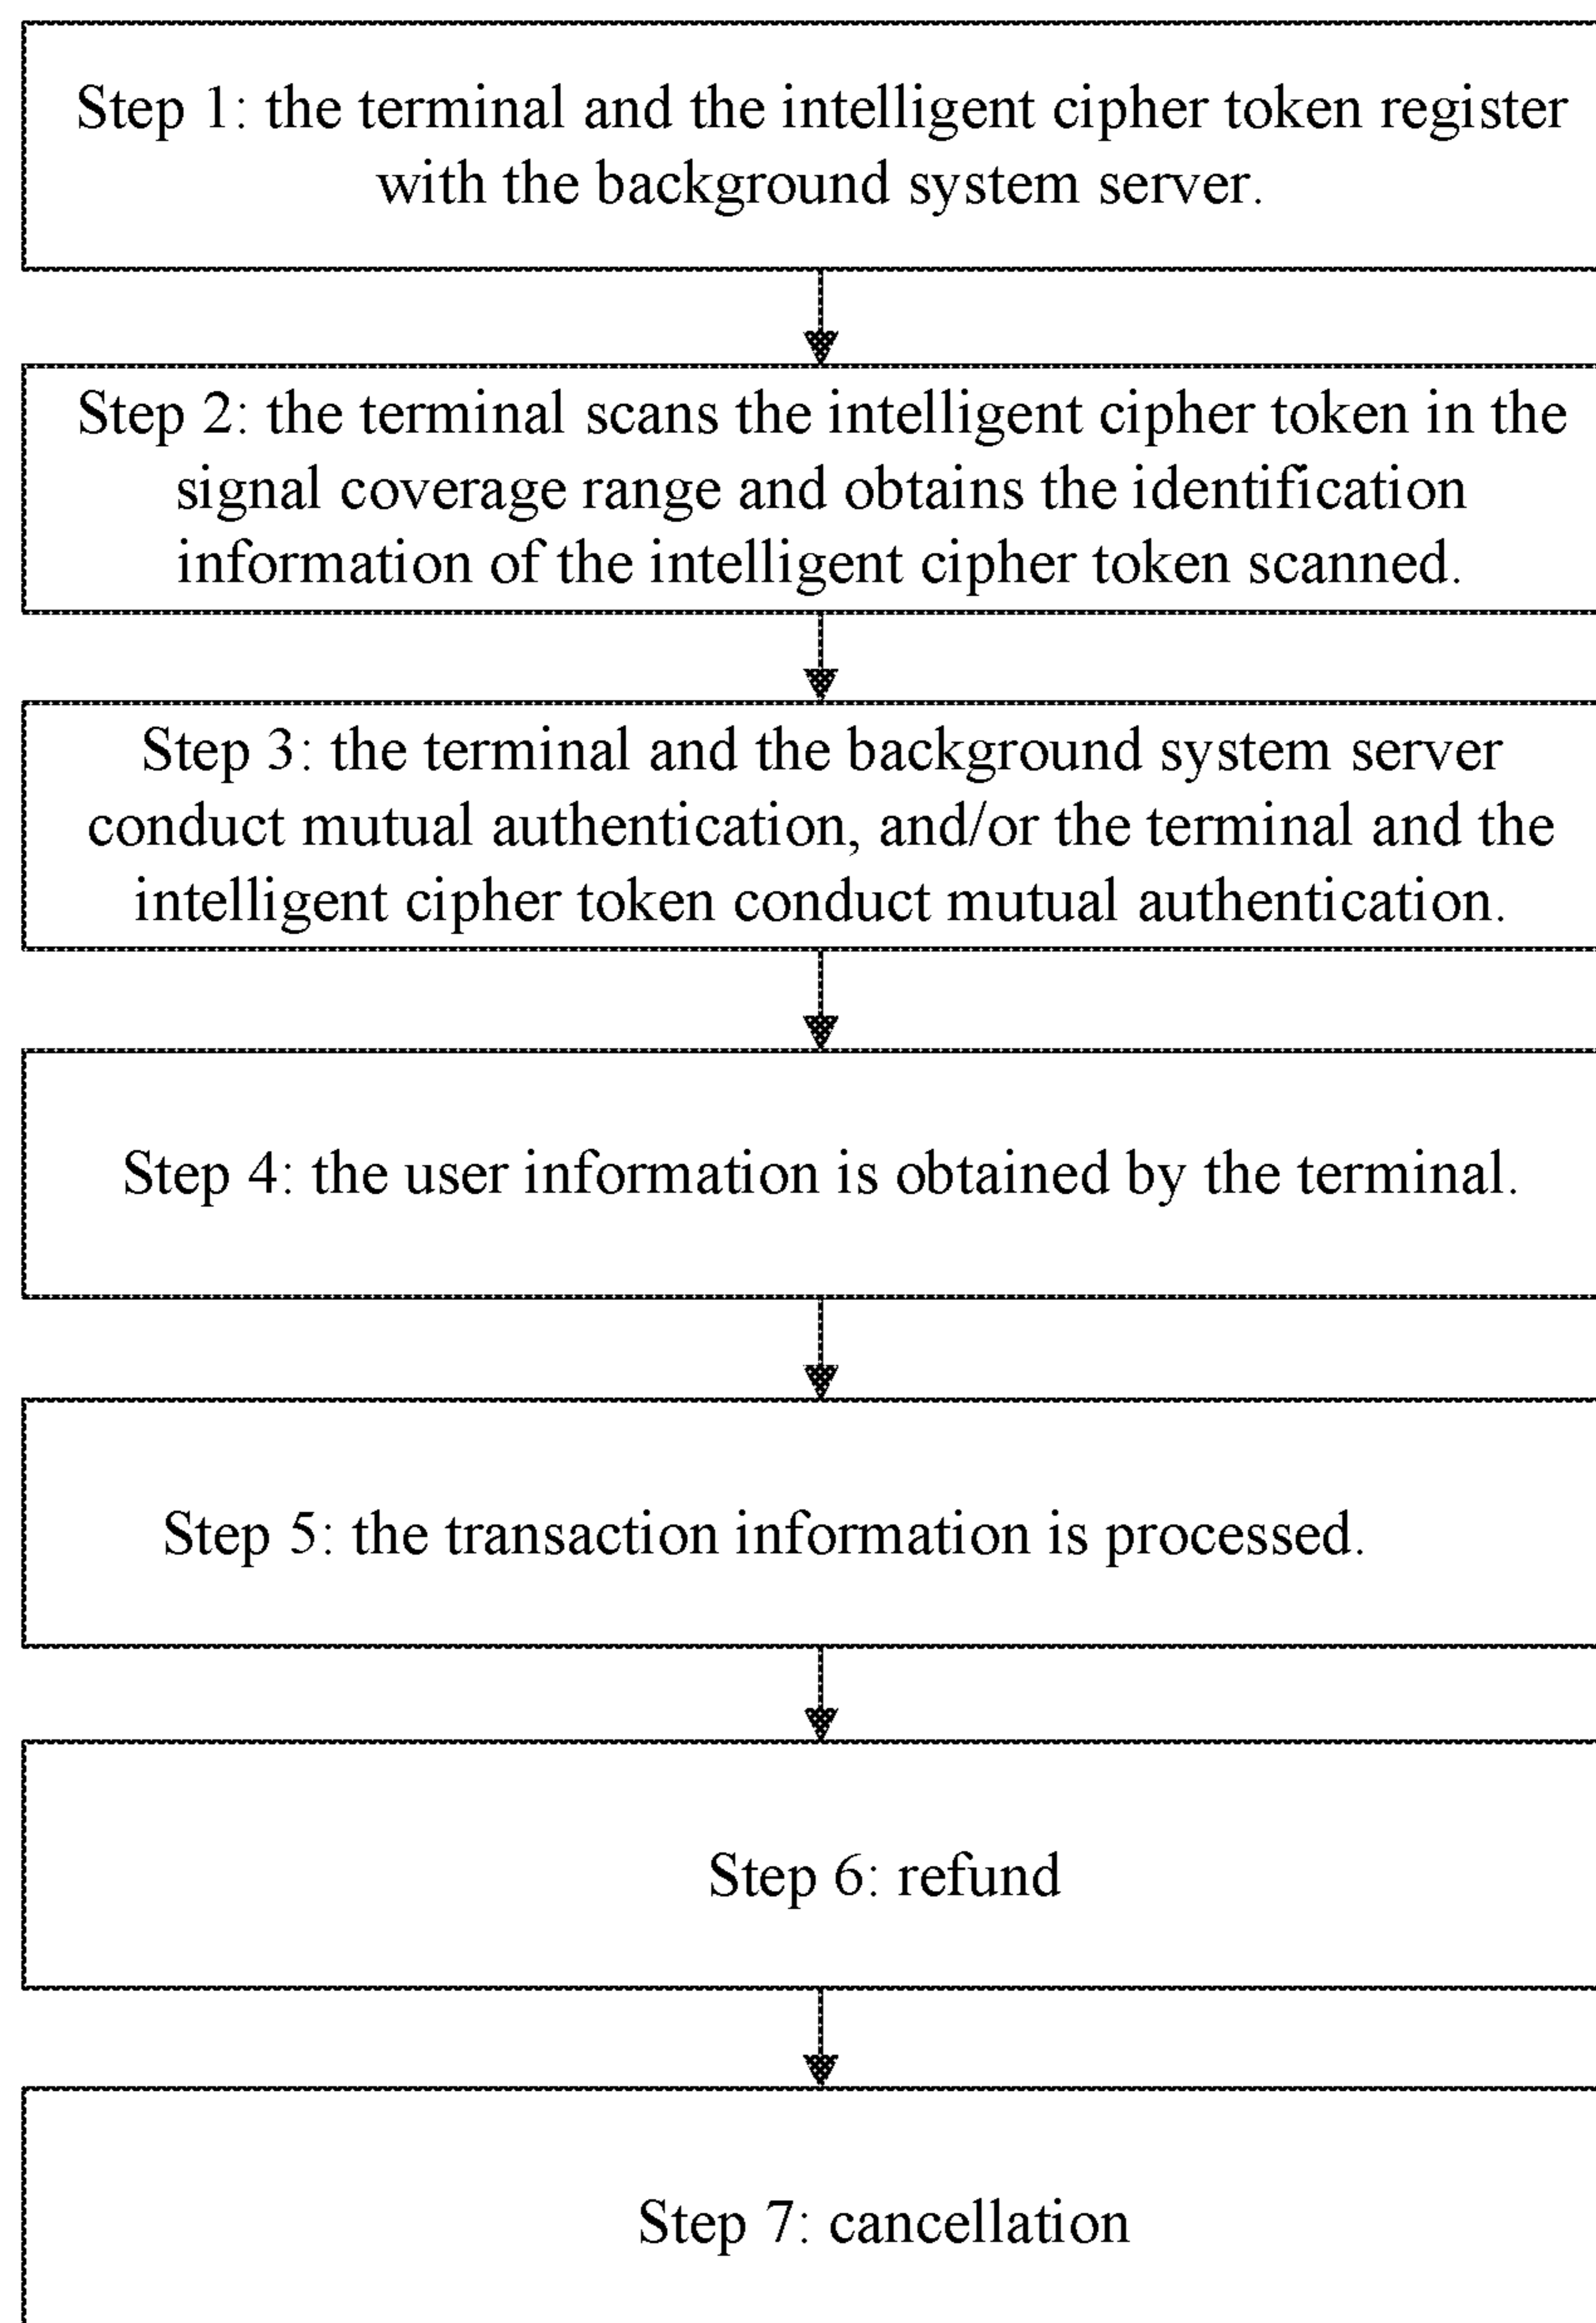 Step 1: the terminal and the intelligent cipher token register
with the background system server.
Step 2: the terminal scans the intelligent cipher token in the
signal coverage range and obtains the identification
information of the intelligent cipher token scanned.
Step 3: the terminal and the background system server
conduct mutual authentication, and/or the terminal and the
intelligent cipher token conduct mutual authentication.
Step 4: the user information is obtained by the terminal.
Step 5: the transaction information is processed.
Step 6: refund
Step 7: cancellation